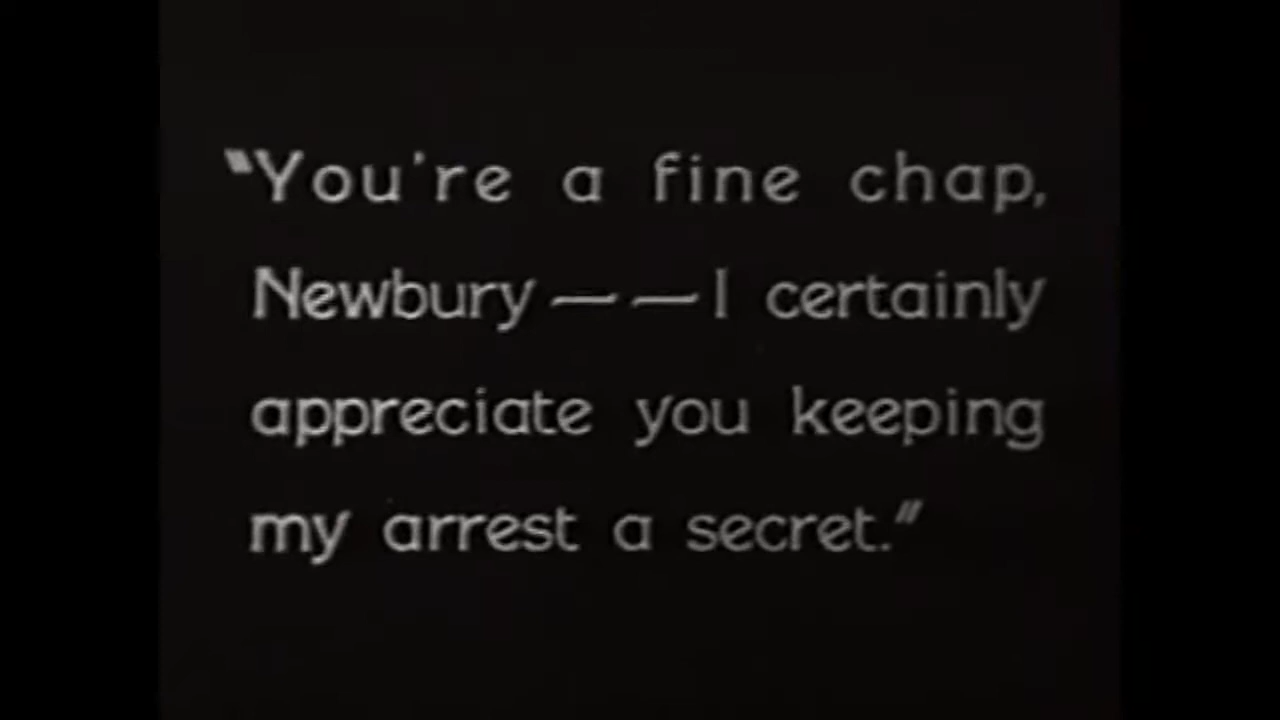 "You're a fine chap,
Newbury — — I certainly
appreciate you keeping
my arrest a secret."